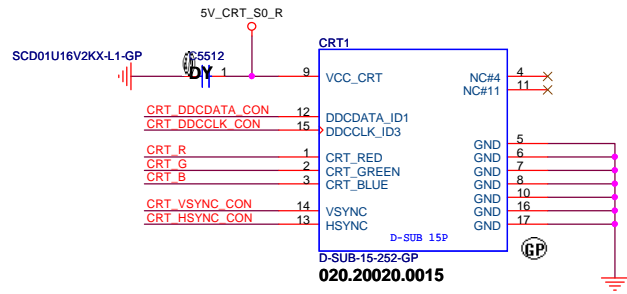 5V_CRT_S0_R
SCD01U16V2KX-L1-GP
C5512
DY
1
CRT1
9 VCC_CRT
NC#4 4
NC#11 11
CRT_DDCDATA_CON 12 DDCDATA_ID1
CRT_DDCCLK_CON 15 DDCCLK_ID3
CRT_R 1 CRT_RED
CRT_G 2 CRT_GREEN
CRT_B 3 CRT_BLUE
CRT_VSYNC_CON 14 VSYNC
CRT_HSYNC_CON 13 HSYNC
GND 5
GND 6
GND 7
GND 8
GND 10
GND 16
GND 17
D-SUB 15P
GP
D-SUB-15-252-GP
020.20020.0015